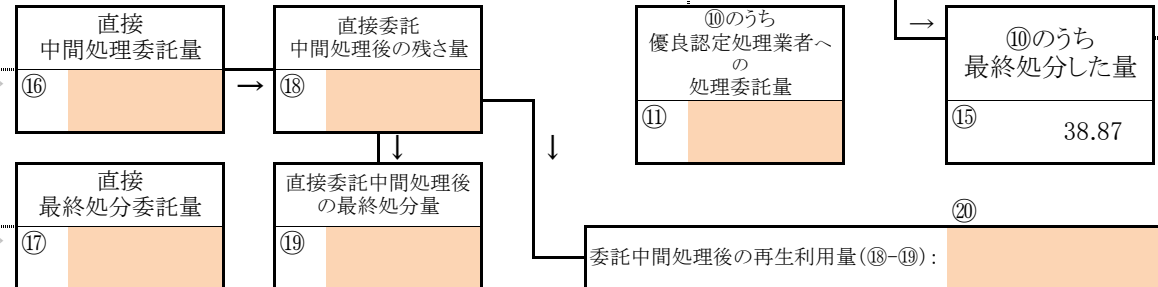 直接
中間処理委託量
⑯
→
直接委託
中間処理後の残さ量
⑱
⑩のうち
優良認定処理業者へ
の
処理委託量
⑪
→
⑩のうち
最終処分した量
⑮
38.87
↓
↓
直接
最終処分委託量
⑰
直接委託中間処理後
の最終処分量
⑲
⑳
委託中間処理後の再生利用量(⑱-⑲):